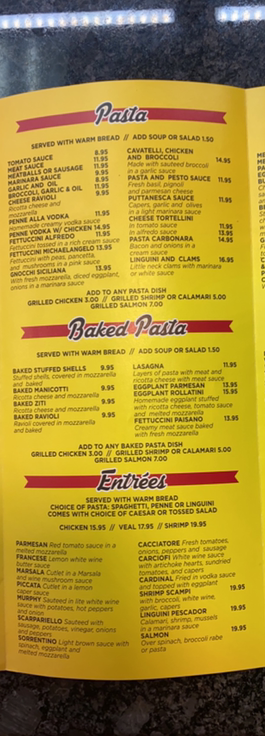 Pasta
SERVED WITH WARM BREAD // ADD SOUP OR SALAD 1.50
TOMATO SAUCE 8.95
MEAT SAUCE 11.95
MEATBALLS OR SAUSAGE 11.95
MARINARA SAUCE 9.95
GARLIC AND OIL 8.95
BROCCOLI, GARLIC & OIL 11.95
CHEESE RAVIOLI 9.95
Ricotta cheese and
mozzarella
PENNE ALLA VODKA 11.95
Homemade creamy vodka sauce
PENNE VODKA W/ CHICKEN 14.95
FETTUCINI ALFREDO 11.95
Fettucini tossed in a rich cream sauce
FETTUCINI MICHAELANGELO 13.95
Fettucini with peas, pancetta,
and mushrooms in a pink sauce
GNOCCHI SICILIANA 13.95
With fresh mozzarella, diced eggplant,
onions in a marinara sauce
CAVATELLI, CHICKEN
AND BROCCOLI 14.95
Made with sauteed broccoli
in a garlic sauce
PASTA AND PESTO SAUCE 11.95
Fresh basil, pignoli
and parmesan cheese
PUTTANESCA SAUCE 11.95
Capers, garlic and olives
in a light marinara sauce
CHEESE TORTELLINI
In tomato sauce 11.95
In alfredo sauce 13.95
PASTA CARBONARA 14.95
Bacon and onions in a
cream sauce
LINGUINI AND CLAMS 16.95
Little neck clams with marinara
or white sauce
ADD TO ANY PASTA DISH
GRILLED CHICKEN 3.00 // GRILLED SHRIMP OR CALAMARI 5.00
GRILLED SALMON 7.00
Baked Pasta
SERVED WITH WARM BREAD // ADD SOUP OR SALAD 1.50
BAKED STUFFED SHELLS 9.95
Stuffed shells, covered in mozzarella
and baked
BAKED MANICOTTI 9.95
Ricotta cheese and mozzarella
BAKED ZITI 9.95
Ricotta cheese and mozzarella
BAKED RAVIOLI 9.95
Ravioli covered in mozzarella
and baked
LASAGNA 11.95
Layers of pasta with meat and
ricotta cheese with meat sauce
EGGPLANT PARMESAN 13.95
EGGPLANT ROLLATINI 15.95
Homemade eggplant stuffed
with ricotta cheese, tomato sauce
and melted mozzarella
FETTUCCINI PAISANO 13.95
Creamy meat sauce baked
with fresh mozzarella
ADD TO ANY BAKED PASTA DISH
GRILLED CHICKEN 3.00 // GRILLED SHRIMP OR CALAMARI 5.00
GRILLED SALMON 7.00
Entrées
SERVED WITH WARM BREAD
CHOICE OF PASTA: SPAGHETTI, PENNE OR LINGUINI
COMES WITH CHOICE OF CAESAR OR TOSSED SALAD
CHICKEN 15.95 // VEAL 17.95 // SHRIMP 19.95
PARMESAN Red tomato sauce in a
melted mozzarella
FRANCESE Lemon white wine
butter sauce
MARSALA Cutlet in a Marsala
and wine mushroom sauce
PICCATA Cutlet in a lemon
caper sauce
MURPHY Sauteed in lite white wine
sauce with potatoes, hot peppers
and onion
SCARPARIELLO Sauteed with
sausage, potatoes, vinegar, onions
and peppers
SORRENTINO Light brown sauce with
spinach, eggplant and
melted mozzarella
CACCIATORE Fresh tomatoes,
onions, peppers and sausage
CARCIOFI White wine sauce
with artichoke hearts, sundried
tomatoes, and capers
CARDINAL Fried in vodka sauce
and topped with eggplant
SHRIMP SCAMPI 19.95
with broccoli, white wine,
garlic, capers
LINGUINI PESCADOR 19.95
Calamari, shrimp, mussels
in a marinara sauce
SALMON 19.95
Over spinach, broccoli rabe
or pasta